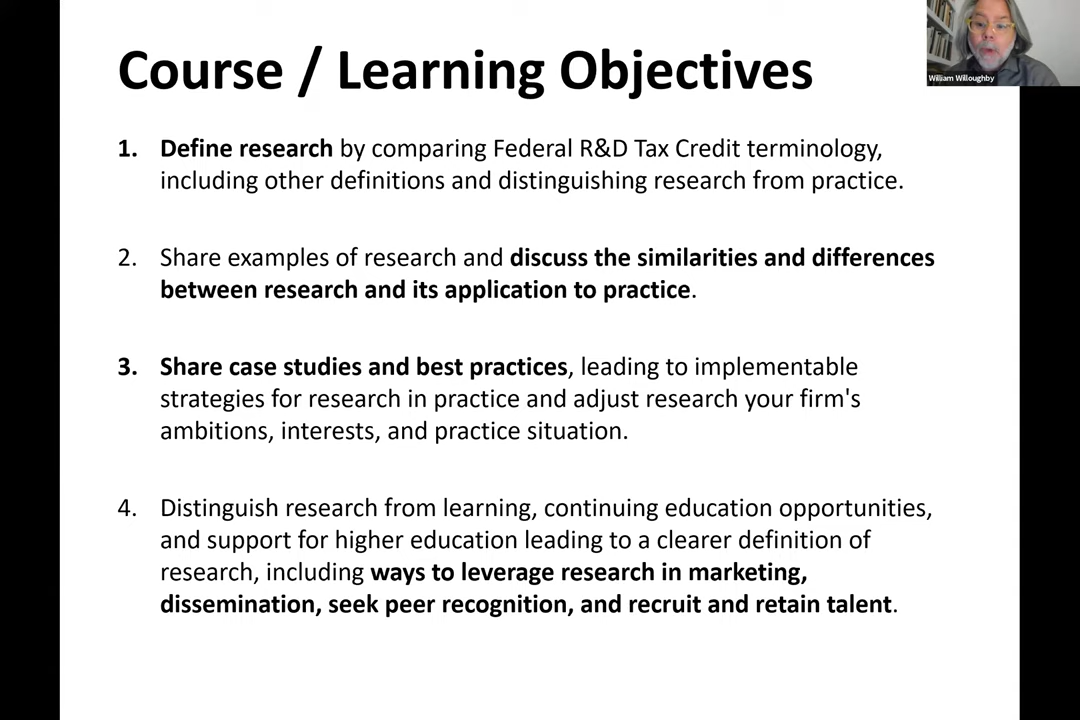 Course / Learning Objectives
William Willoughby
1. Define research by comparing Federal R&D Tax Credit terminology,
including other definitions and distinguishing research from practice.
2. Share examples of research and discuss the similarities and differences
between research and its application to practice.
3. Share case studies and best practices, leading to implementable
strategies for research in practice and adjust research your firm's
ambitions, interests, and practice situation.
4. Distinguish research from learning, continuing education opportunities,
and support for higher education leading to a clearer definition of
research, including ways to leverage research in marketing,
dissemination, seek peer recognition, and recruit and retain talent.